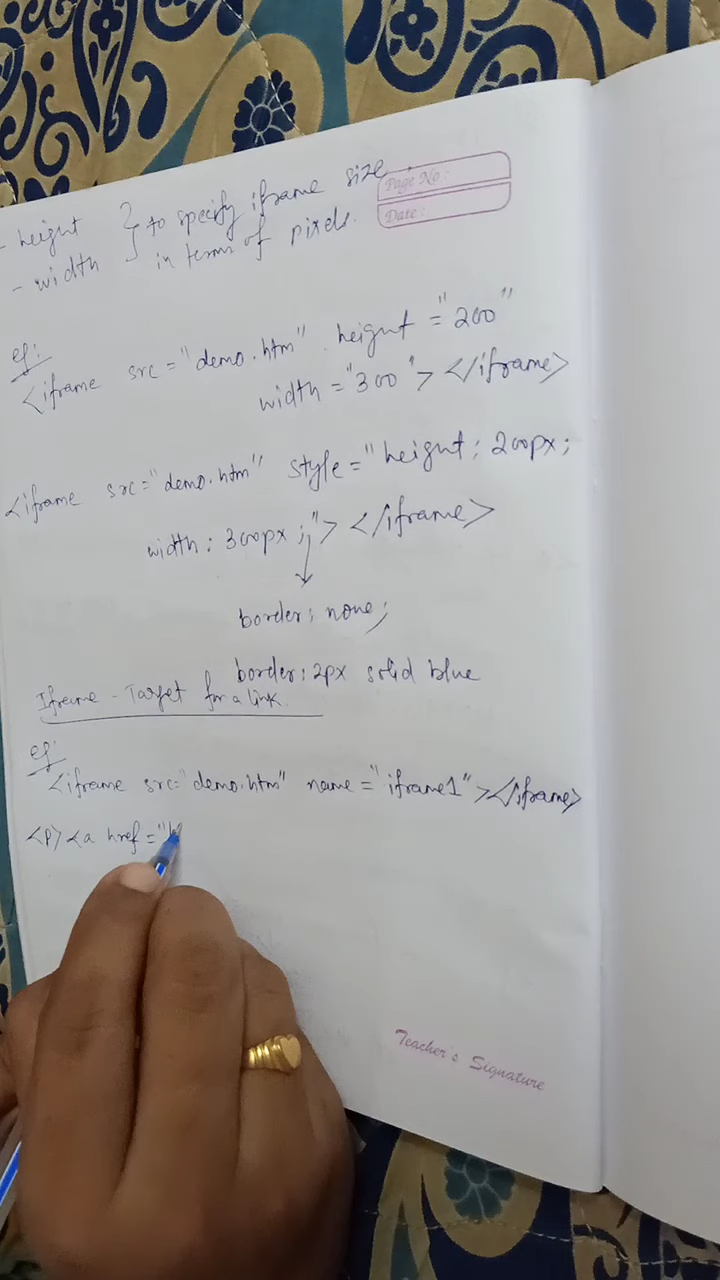 Page No :
Date :
- height } to specify iframe size.
- width } in terms of pixels.
eg:
<iframe src="demo.htm" height="200"
width="300"></iframe>
<iframe src="demo.htm" style="height: 200px;
width: 300px;"></iframe>
border: none;
border: 2px solid blue
Iframe - Target for a link.
eg:
<iframe src="demo.htm" name="iframe1"></iframe>
<p><a href="h
Teacher's Signature